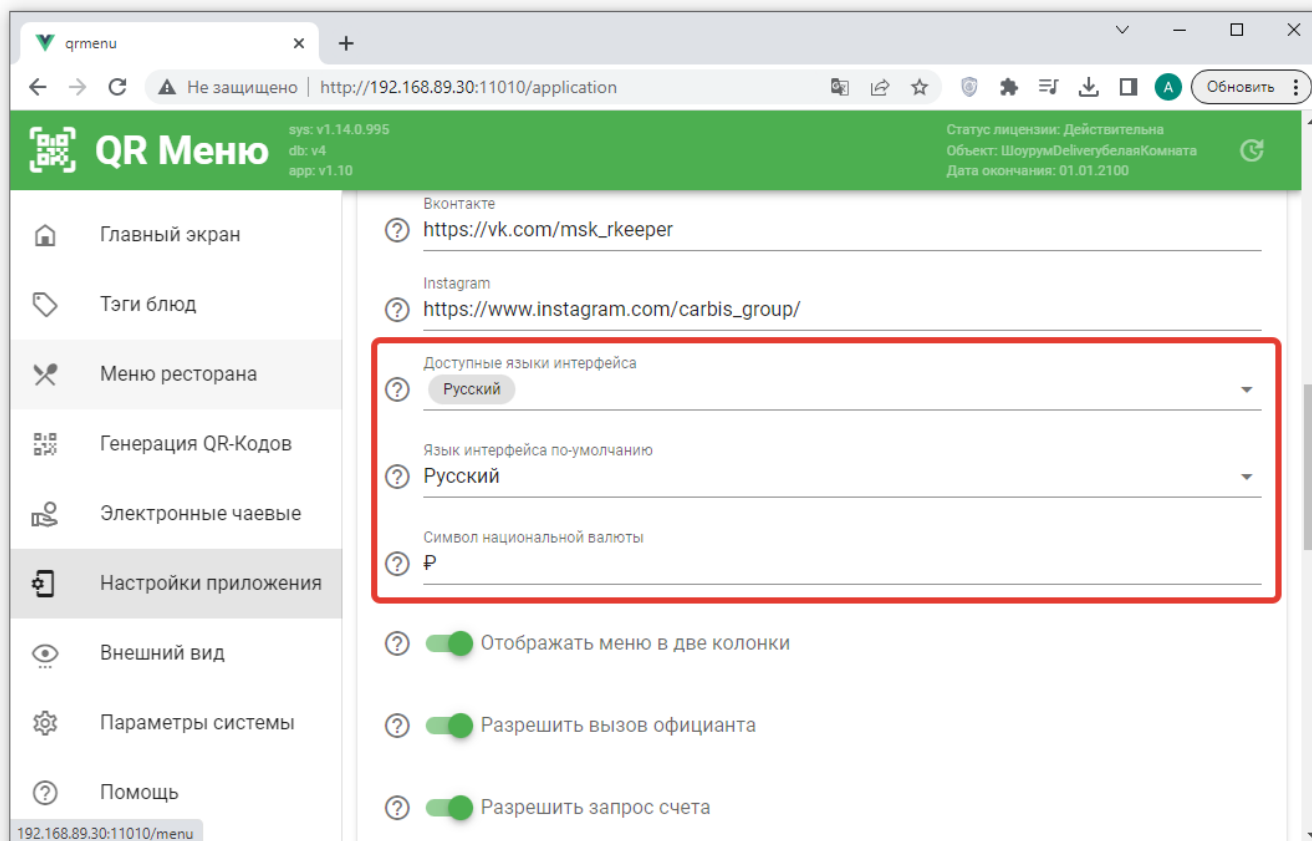 qrmenu
Не защищено
http://192.168.89.30:11010/application
A
Обновить
QR Меню
sys: v1.14.0.995
db: v4
app: v1.10
Статус лицензии: Действительна
Объект: ШоурумDeliveryбелаяКомната
Дата окончания: 01.01.2100
Главный экран
Тэги блюд
Меню ресторана
Генерация QR-Кодов
Электронные чаевые
Настройки приложения
Внешний вид
Параметры системы
Помощь
192.168.89.30:11010/menu
Вконтакте
https://vk.com/msk_rkeeper
Instagram
https://www.instagram.com/carbis_group/
Доступные языки интерфейса
Русский
Язык интерфейса по-умолчанию
Русский
Символ национальной валюты
₽
Отображать меню в две колонки
Разрешить вызов официанта
Разрешить запрос счета